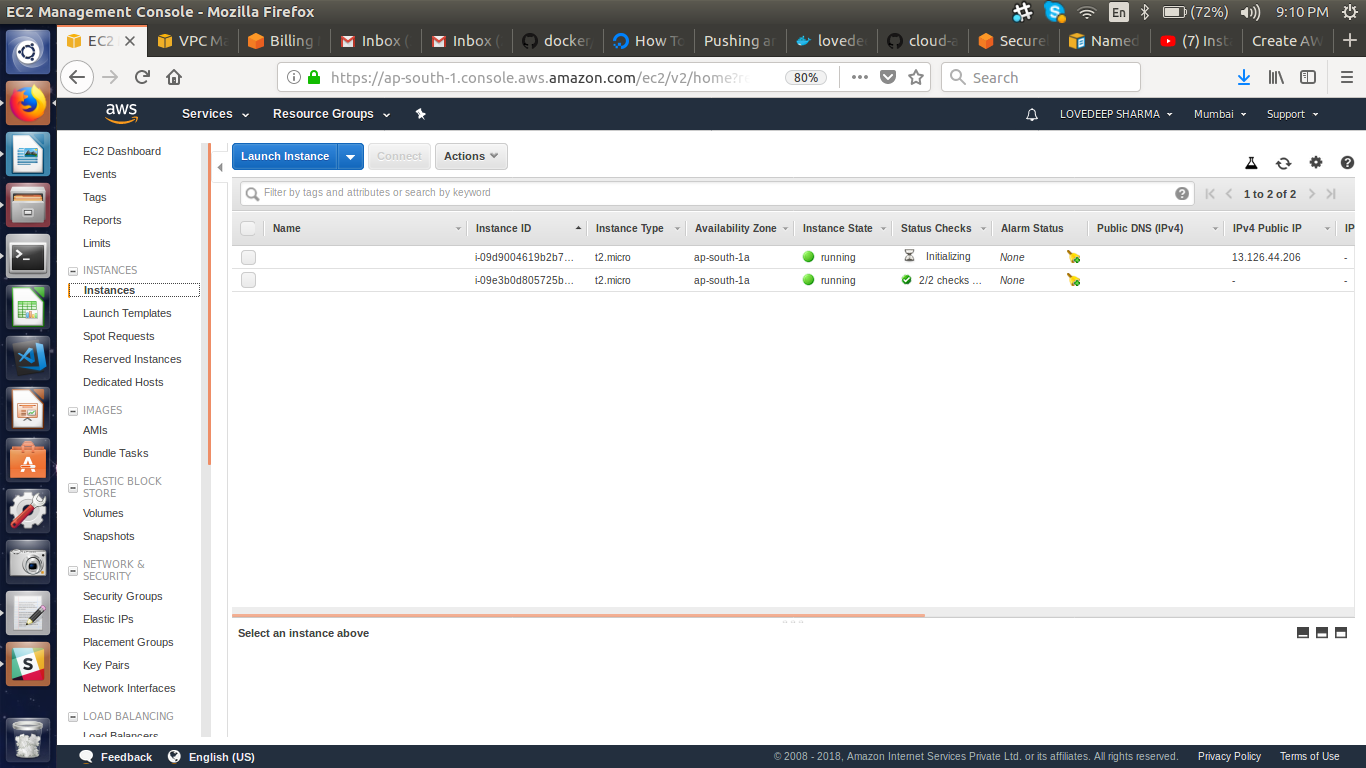 EC2 Management Console - Mozilla Firefox
En (72%) 9:10 PM
EC2 VPC Ma Billing Inbox ( Inbox ( docker, How To Pushing an lovede cloud-a Secure Named (7) Inst Create AW
https://ap-south-1.console.aws.amazon.com/ec2/v2/home?re 80% Search
aws Services Resource Groups LOVEDEEP SHARMA Mumbai Support
EC2 Dashboard
Events
Tags
Reports
Limits
INSTANCES
Instances
Launch Templates
Spot Requests
Reserved Instances
Dedicated Hosts
IMAGES
AMIs
Bundle Tasks
ELASTIC BLOCK
STORE
Volumes
Snapshots
NETWORK &
SECURITY
Security Groups
Elastic IPs
Placement Groups
Key Pairs
Network Interfaces
LOAD BALANCING
Load Balancers
Launch Instance Connect Actions
Filter by tags and attributes or search by keyword 1 to 2 of 2
Name Instance ID Instance Type Availability Zone Instance State Status Checks Alarm Status Public DNS (IPv4) IPv4 Public IP IP
i-09d9004619b2b7... t2.micro ap-south-1a running Initializing None 13.126.44.206 -
i-09e3b0d805725b... t2.micro ap-south-1a running 2/2 checks ... None - -
Select an instance above
Feedback English (US) © 2008 - 2018, Amazon Internet Services Private Ltd. or its affiliates. All rights reserved. Privacy Policy Terms of Use